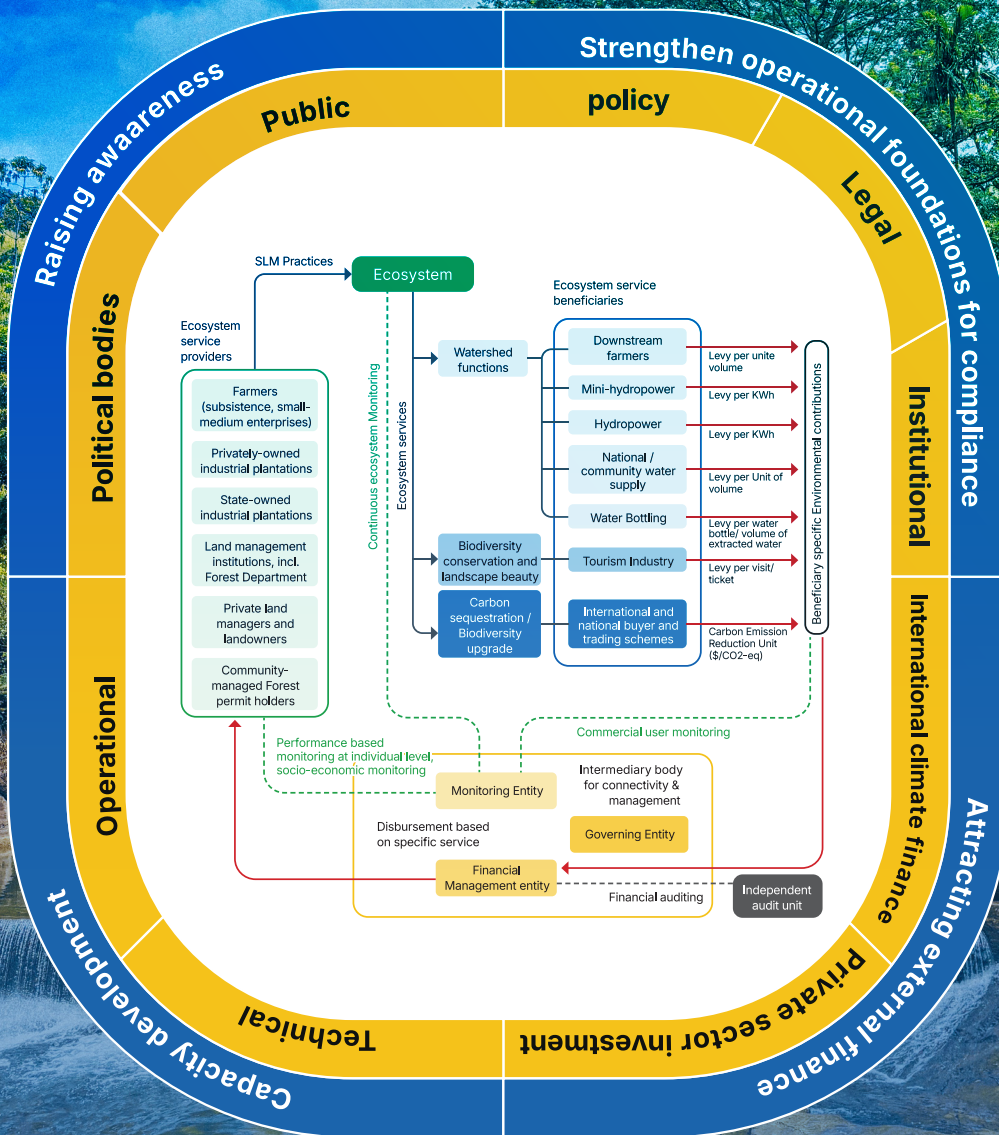 Raising awaareness
Strengthen operational foundations for compliance
Public
policy
Legal
Political bodies
Institutional
SLM Practices
Ecosystem
Ecosystem service
beneficiaries
Ecosystem
service
providers
Farmers
(subsistence, small-
medium enterprises)
Privately-owned
industrial plantations
State-owned
industrial plantations
Land management
institutions, incl.
Forest Department
Private land
managers and
landowners
Community-
managed Forest
permit holders
Continuous ecosystem Monitoring
Ecosystem services
Watershed
functions
Biodiversity
conservation and
landscape beauty
Carbon
sequestration /
Biodiversity
upgrade
Downstream
farmers
Mini-hydropower
Hydropower
National /
community water
supply
Water Bottling
Tourism Industry
International and
national buyer and
trading schemes
Levy per unite
volume
Levy per KWh
Levy per KWh
Levy per Unit of
volume
Levy per water
bottle/ volume of
extracted water
Levy per visit/
ticket
Carbon Emission
Reduction Unit
($/CO2-eq)
Beneficiary specific Environmental contributions
Performance based
monitoring at individual level,
socio-economic monitoring
Commercial user monitoring
Monitoring Entity
Intermediary body
for connectivity &
management
Disbursement based
on specific service
Governing Entity
Financial
Management entity
Financial auditing
Independent
audit unit
Operational
International climate finance
Technical
Private sector investment
Capacity development
Attracting external finance